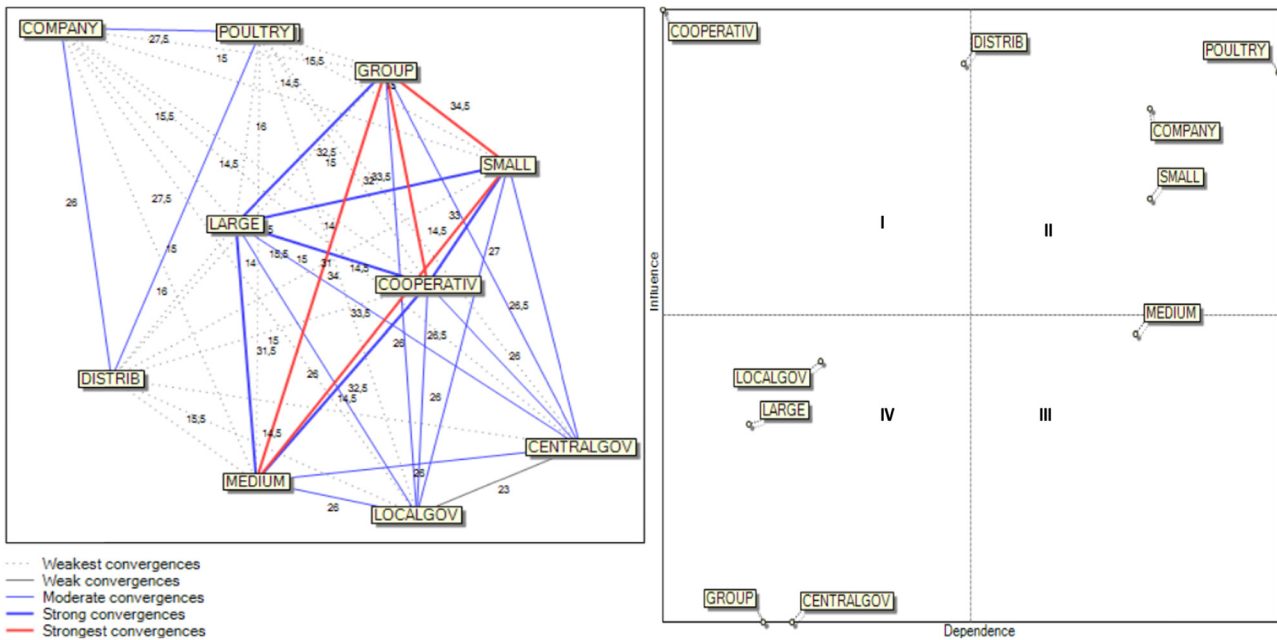 COMPANY
27,5
POULTRY
15
15,5
GROUP
14,5
34,5
15,5
16
32,5
SMALL
14,5
15
32
33,5
27,5
LARGE
14
33
14,5
27
15
14
15,5
15
31
14,5
34
26
COOPERATIV
16
33,5
26,5
26,5
15
31,5
26
26
DISTRIB
26
32,5
14,5
26
15,5
14,5
CENTRALGOV
MEDIUM
26
23
26
LOCALGOV
Weakest convergences
Weak convergences
Moderate convergences
Strong convergences
Strongest convergences
COOPERATIV
DISTRIB
POULTRY
COMPANY
SMALL
I
II
Influence
MEDIUM
LOCALGOV
LARGE
IV
III
GROUP
CENTRALGOV
Dependence